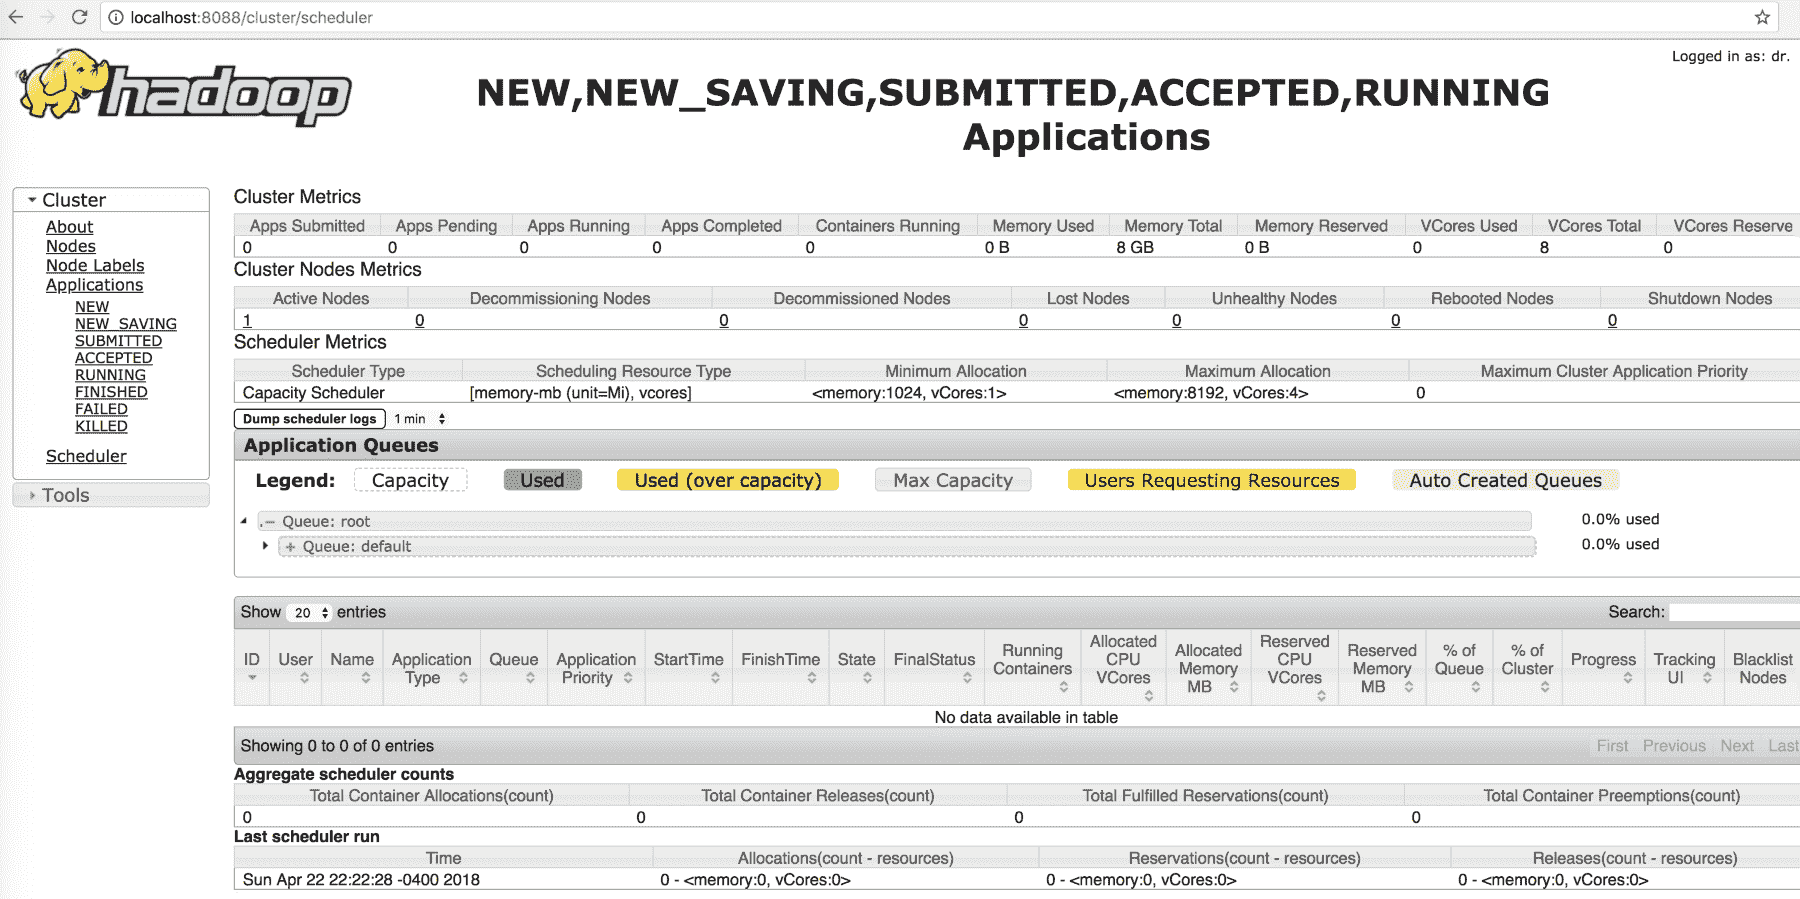 localhost:8088/cluster/scheduler
Logged in as: dr.
hadoop
NEW,NEW_SAVING,SUBMITTED,ACCEPTED,RUNNING
Applications
Cluster
About
Nodes
Node Labels
Applications
NEW
NEW_SAVING
SUBMITTED
ACCEPTED
RUNNING
FINISHED
FAILED
KILLED
Scheduler
Tools
Cluster Metrics
Apps Submitted Apps Pending Apps Running Apps Completed Containers Running Memory Used Memory Total Memory Reserved VCores Used VCores Total VCores Reserve
0 0 0 0 0 0 B 8 GB 0 B 0 8 0
Cluster Nodes Metrics
Active Nodes Decommissioning Nodes Decommissioned Nodes Lost Nodes Unhealthy Nodes Rebooted Nodes Shutdown Nodes
1 0 0 0 0 0 0
Scheduler Metrics
Scheduler Type Scheduling Resource Type Minimum Allocation Maximum Allocation Maximum Cluster Application Priority
Capacity Scheduler [memory-mb (unit=Mi), vcores] <memory:1024, vCores:1> <memory:8192, vCores:4> 0
Dump scheduler logs 1 min
Application Queues
Legend: Capacity Used Used (over capacity) Max Capacity Users Requesting Resources Auto Created Queues
Queue: root 0.0% used
+ Queue: default 0.0% used
Show 20 entries Search:
ID User Name Application Type Queue Application Priority StartTime FinishTime State FinalStatus Running Containers Allocated CPU VCores Allocated Memory MB Reserved CPU VCores Reserved Memory MB % of Queue % of Cluster Progress Tracking UI Blacklist Nodes
No data available in table
Showing 0 to 0 of 0 entries First Previous Next Last
Aggregate scheduler counts
Total Container Allocations(count) Total Container Releases(count) Total Fulfilled Reservations(count) Total Container Preemptions(count)
0 0 0 0
Last scheduler run
Time Allocations(count - resources) Reservations(count - resources) Releases(count - resources)
Sun Apr 22 22:22:28 -0400 2018 0 - <memory:0, vCores:0> 0 - <memory:0, vCores:0> 0 - <memory:0, vCores:0>